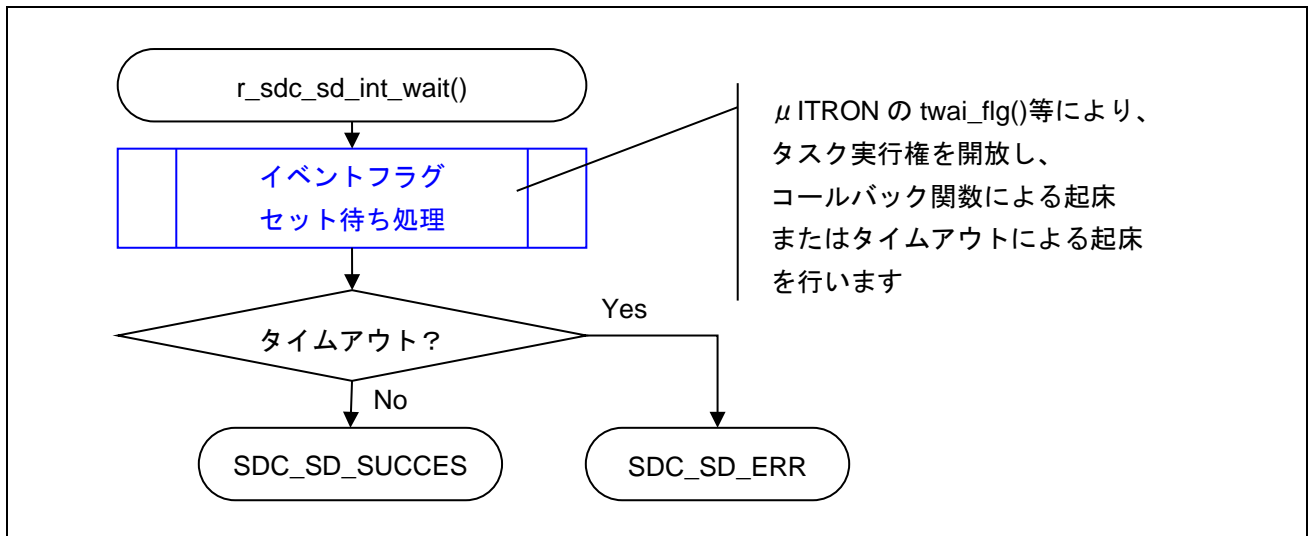 r_sdc_sd_int_wait()
イベントフラグ
セット待ち処理
μ ITRON の twai_flg()等により、
タスク実行権を開放し、
コールバック関数による起床
またはタイムアウトによる起床
を行います
タイムアウト？
Yes
No
SDC_SD_SUCCES
SDC_SD_ERR